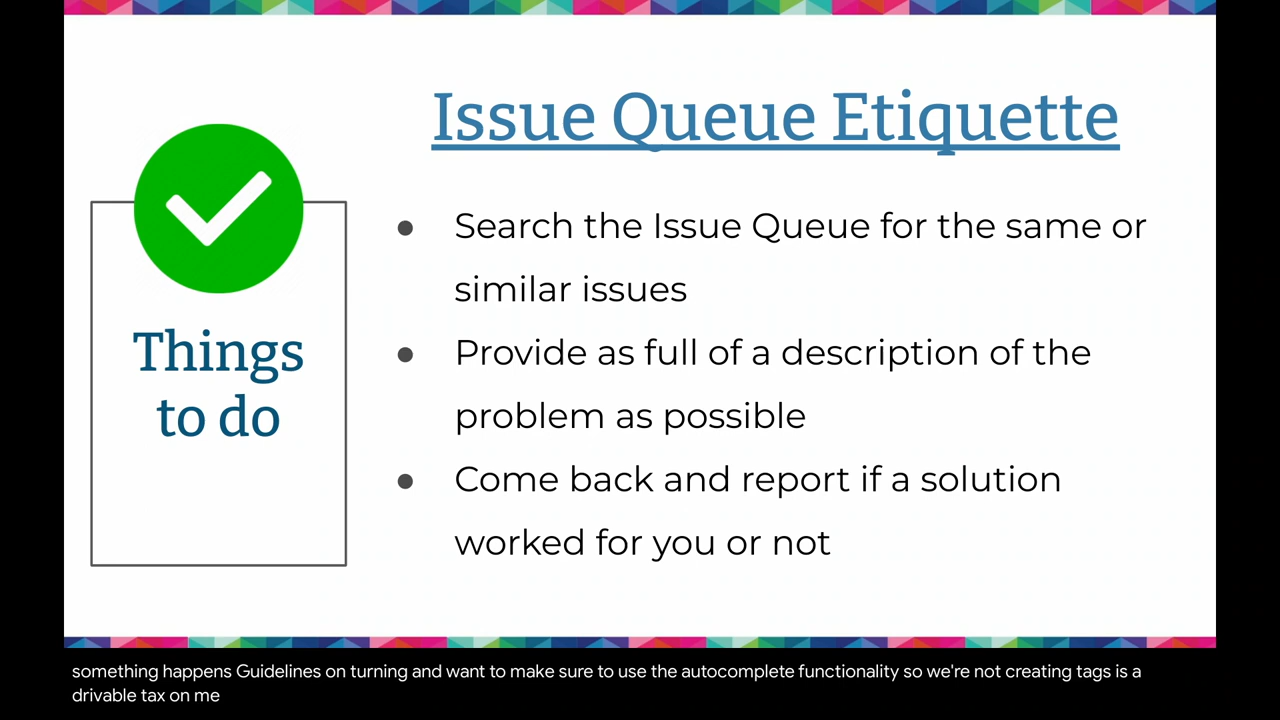 Issue Queue Etiquette
Things
to do
Search the Issue Queue for the same or
similar issues
Provide as full of a description of the
problem as possible
Come back and report if a solution
worked for you or not
something happens Guidelines on turning and want to make sure to use the autocomplete functionality so we're not creating tags is a
drivable tax on me